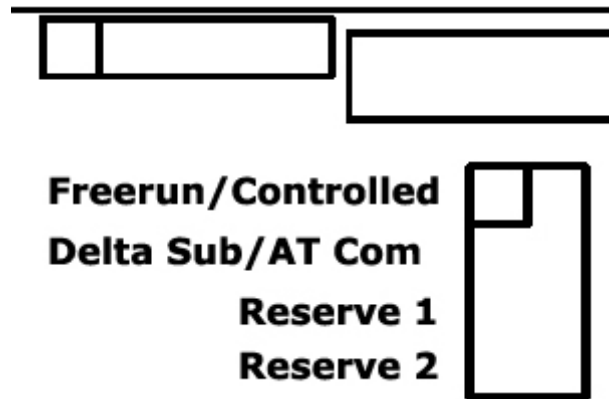 Freerun/Controlled
Delta Sub/AT Com
Reserve 1
Reserve 2